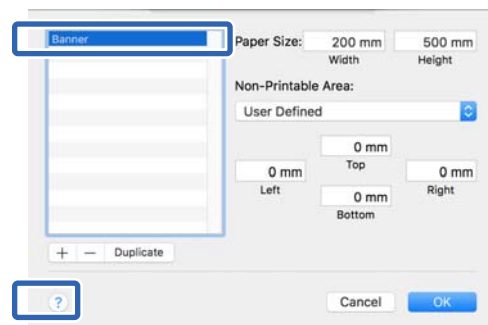 Banner
Paper Size: 200 mm 500 mm
Width Height
Non-Printable Area:
User Defined
0 mm
Top
0 mm 0 mm
Left Right
0 mm
Bottom
+ − Duplicate
? Cancel OK